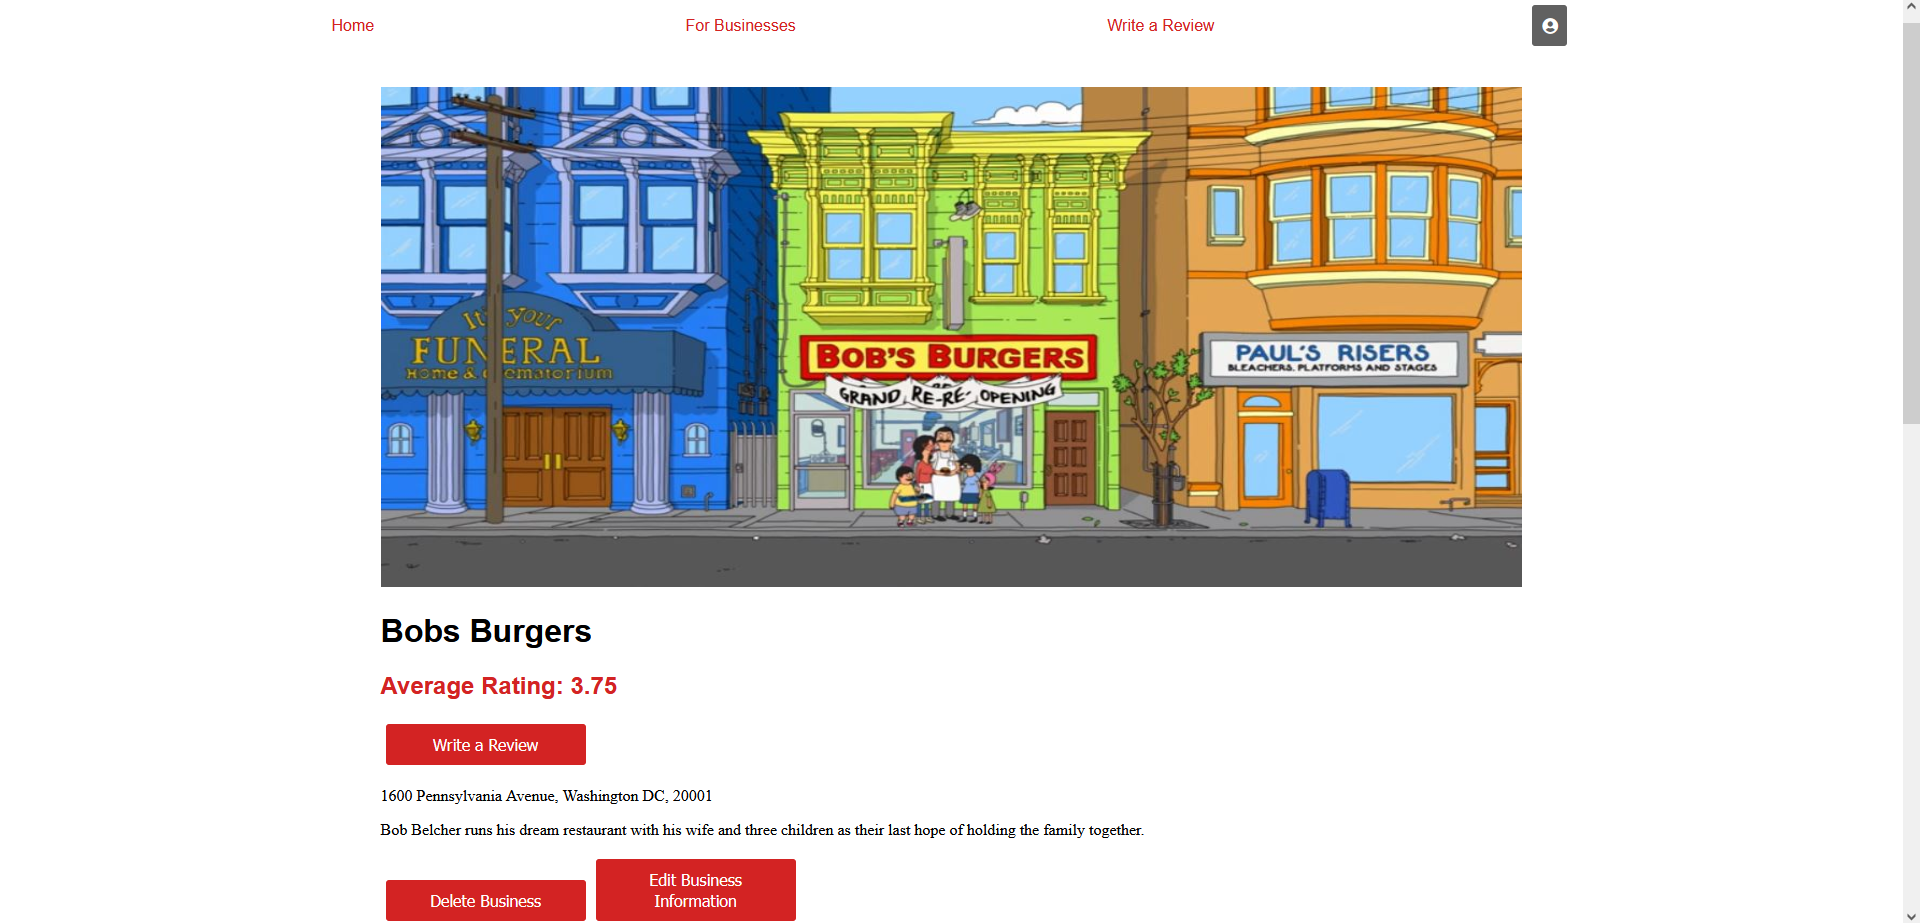 Home
For Businesses
Write a Review
It's your
FUNERAL
Home & Crematorium
BOB'S BURGERS
GRAND RE-RE-OPENING
PAUL'S RISERS
BLEACHERS, PLATFORMS AND STAGES
Bobs Burgers
Average Rating: 3.75
Write a Review
1600 Pennsylvania Avenue, Washington DC, 20001
Bob Belcher runs his dream restaurant with his wife and three children as their last hope of holding the family together.
Delete Business
Edit Business
Information